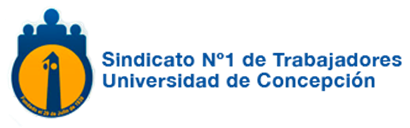 Sindicato Nº1 de Trabajadores
Universidad de Concepción